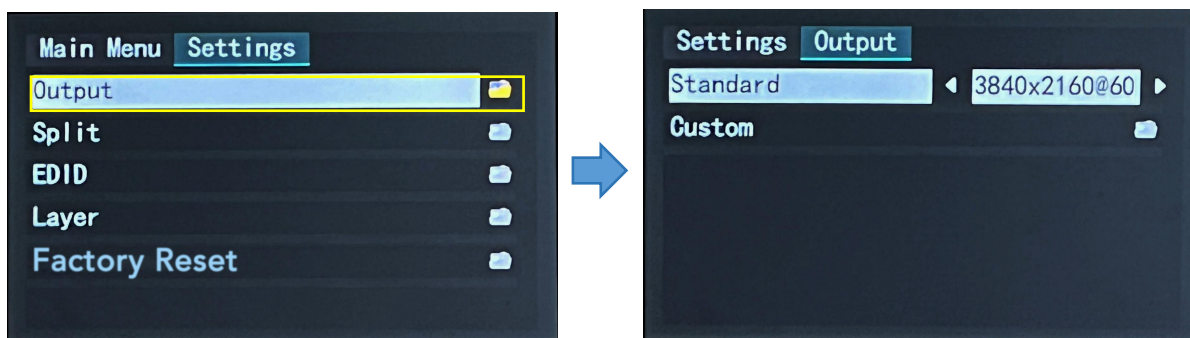 Main Menu Settings
Output
Split
EDID
Layer
Factory Reset
Settings Output
Standard 3840x2160@60
Custom